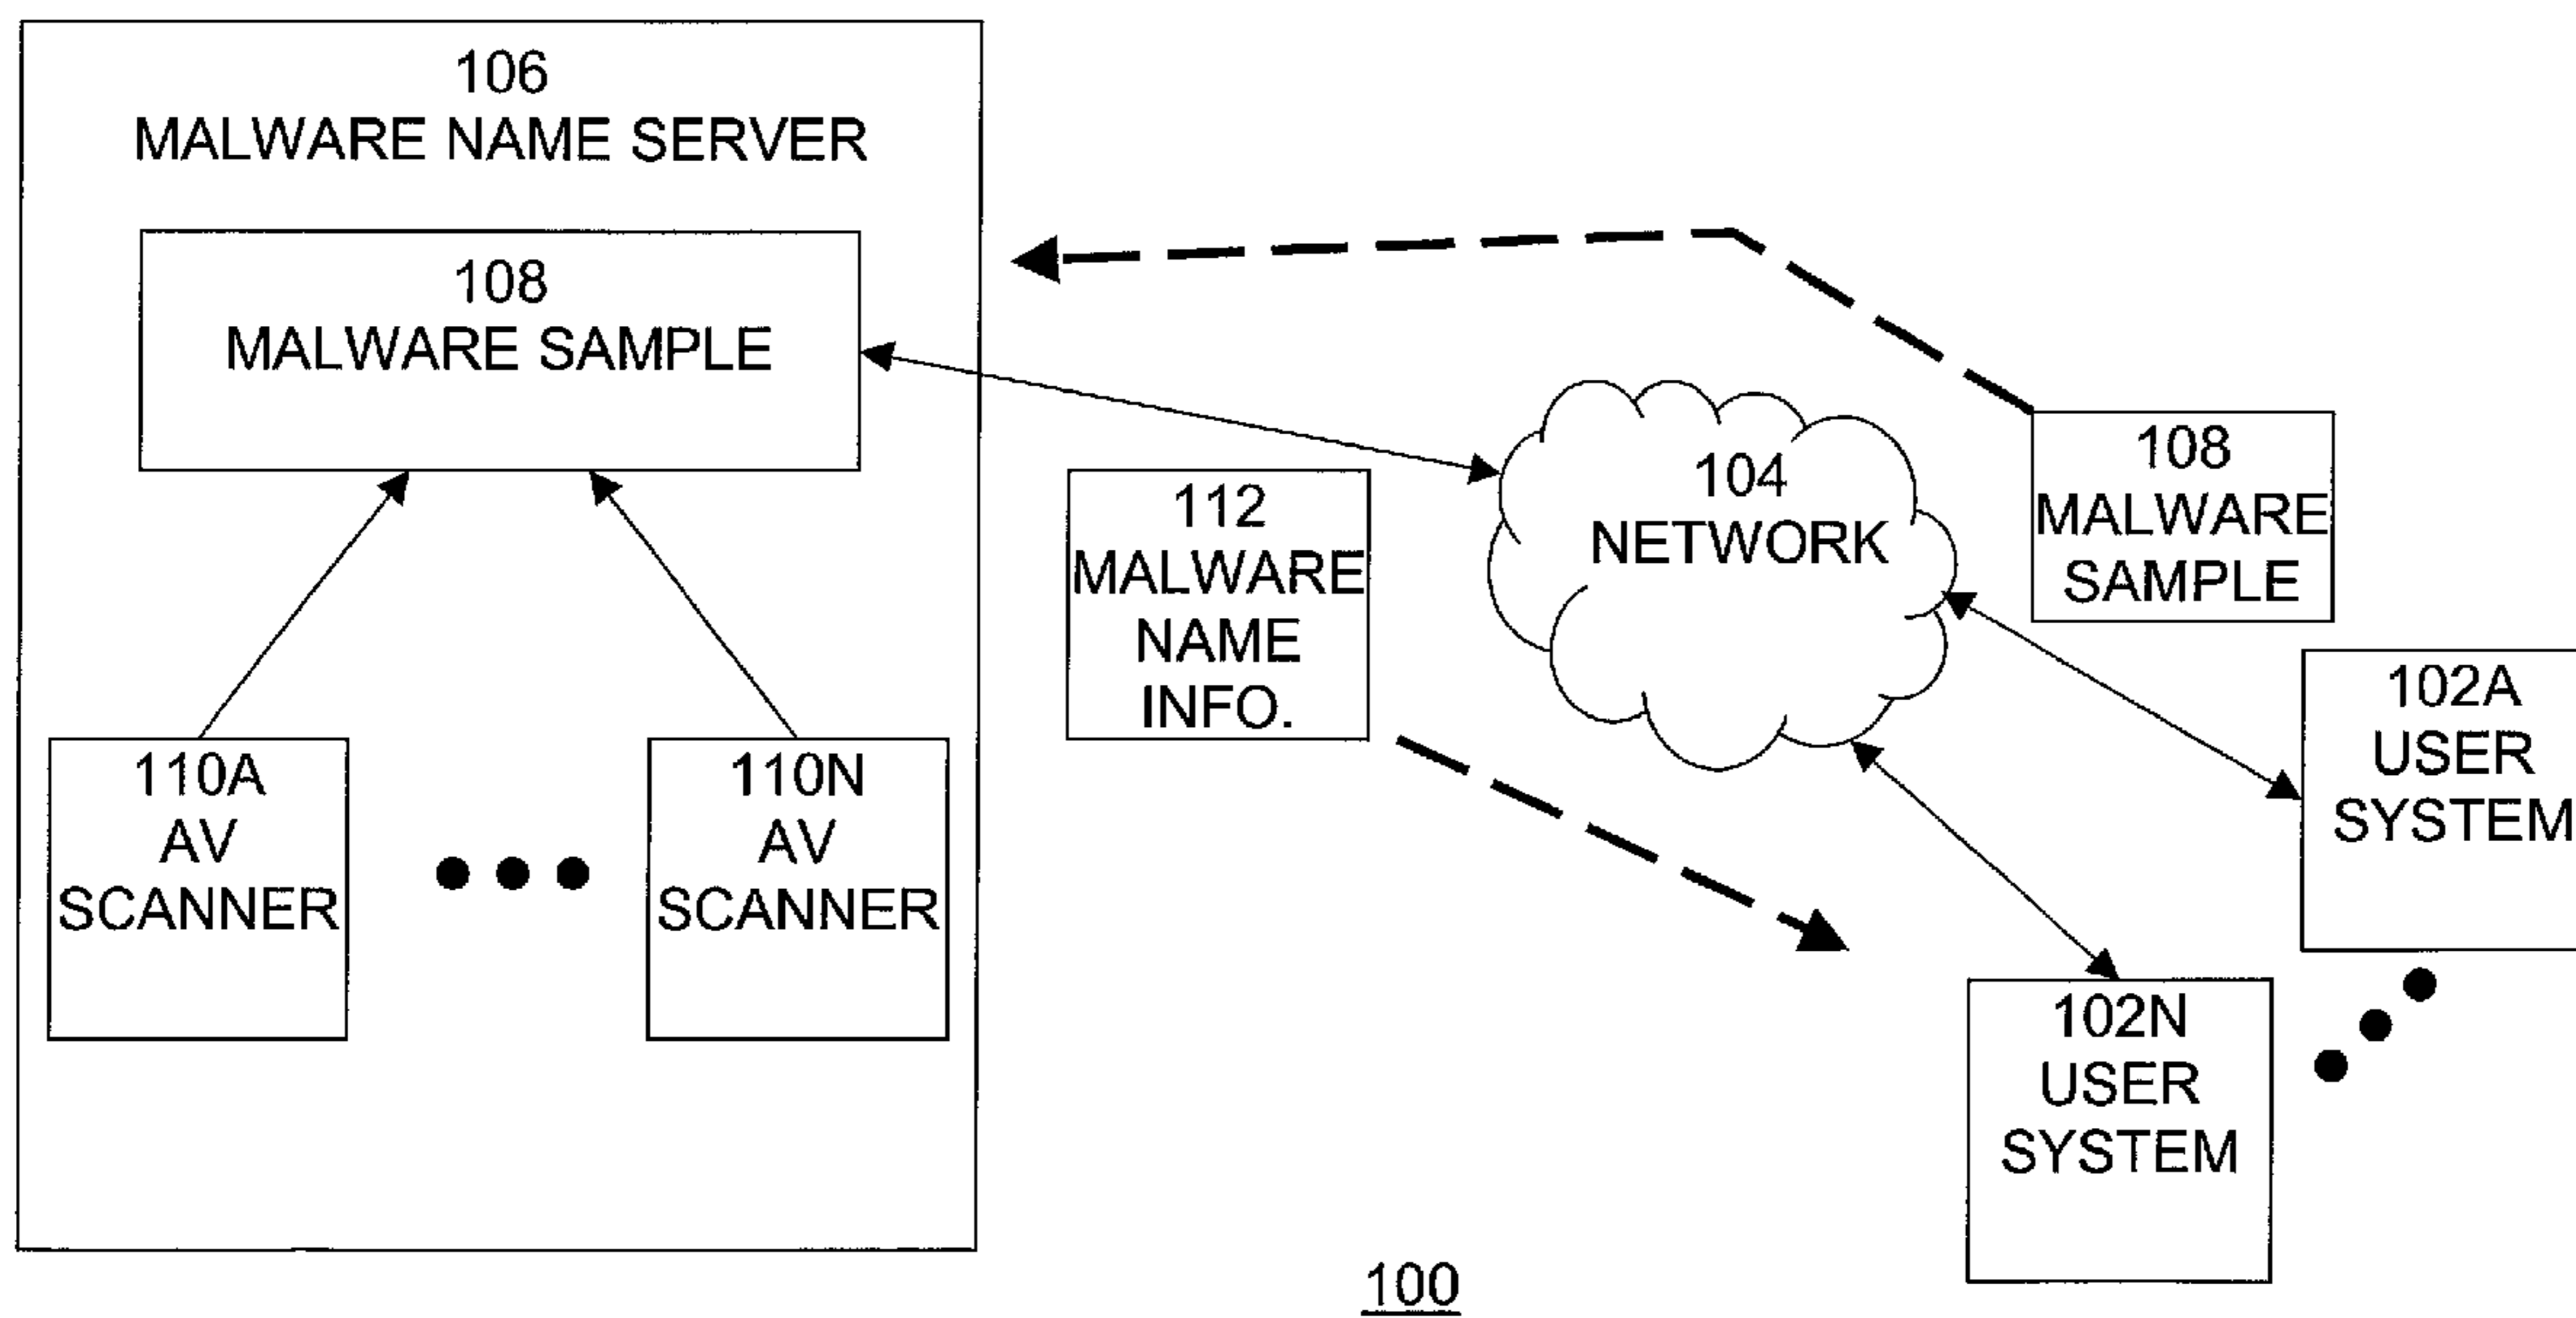 106
MALWARE NAME SERVER
108
MALWARE SAMPLE
110A
AV
SCANNER
110N
AV
SCANNER
112
MALWARE
NAME
INFO.
104
NETWORK
108
MALWARE
SAMPLE
102A
USER
SYSTEM
102N
USER
SYSTEM
100